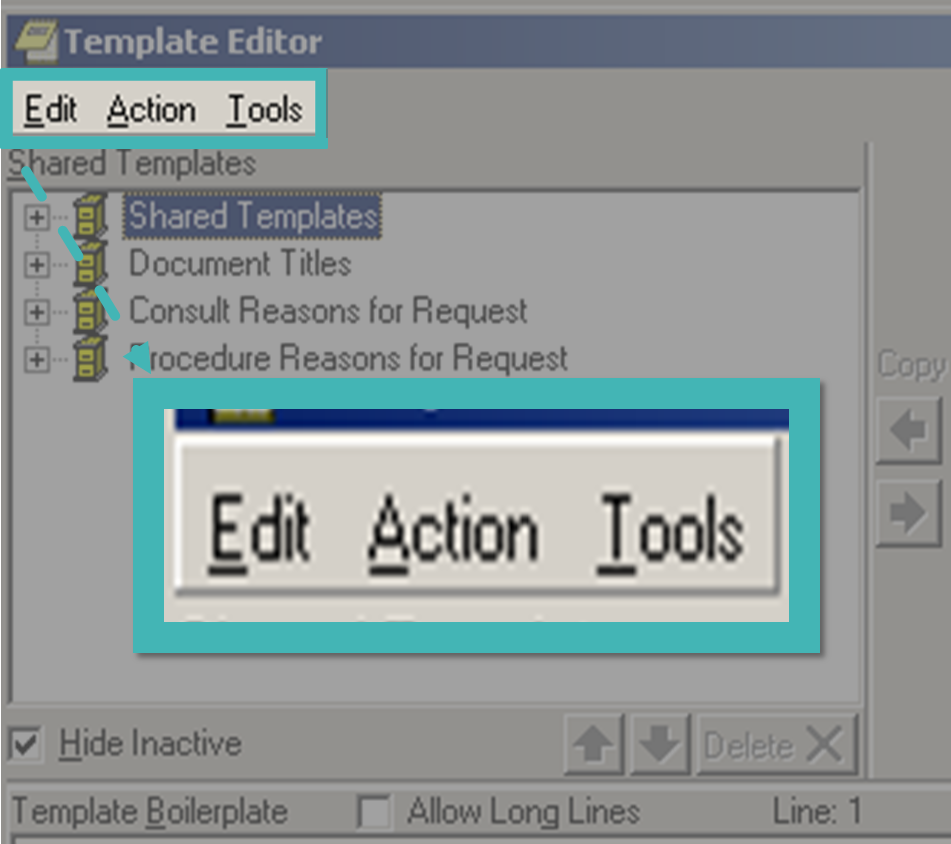 Template Editor
Edit Action Tools
Shared Templates
Shared Templates
Document Titles
Consult Reasons for Request
Procedure Reasons for Request
Copy
Edit Action Tools
Hide Inactive
Delete
Template Boilerplate Allow Long Lines Line: 1